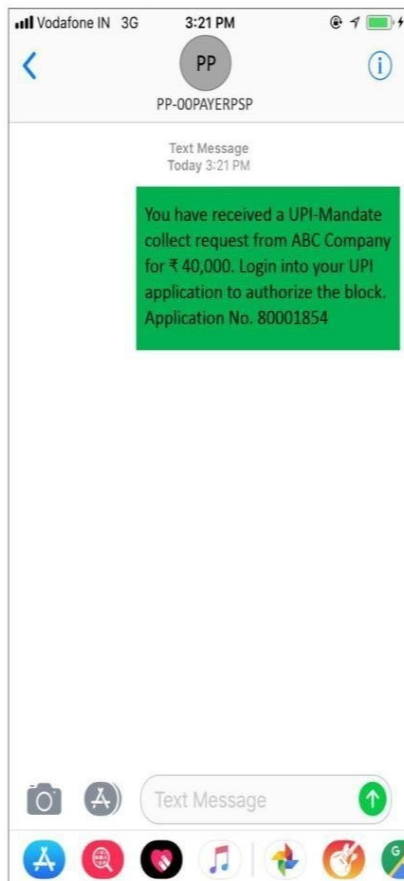 Vodafone IN 3G 3:21 PM
PP
PP-00PAYERPSP
Text Message
Today 3:21 PM
You have received a UPI-Mandate
collect request from ABC Company
for ₹ 40,000. Login into your UPI
application to authorize the block.
Application No. 80001854
Text Message
G